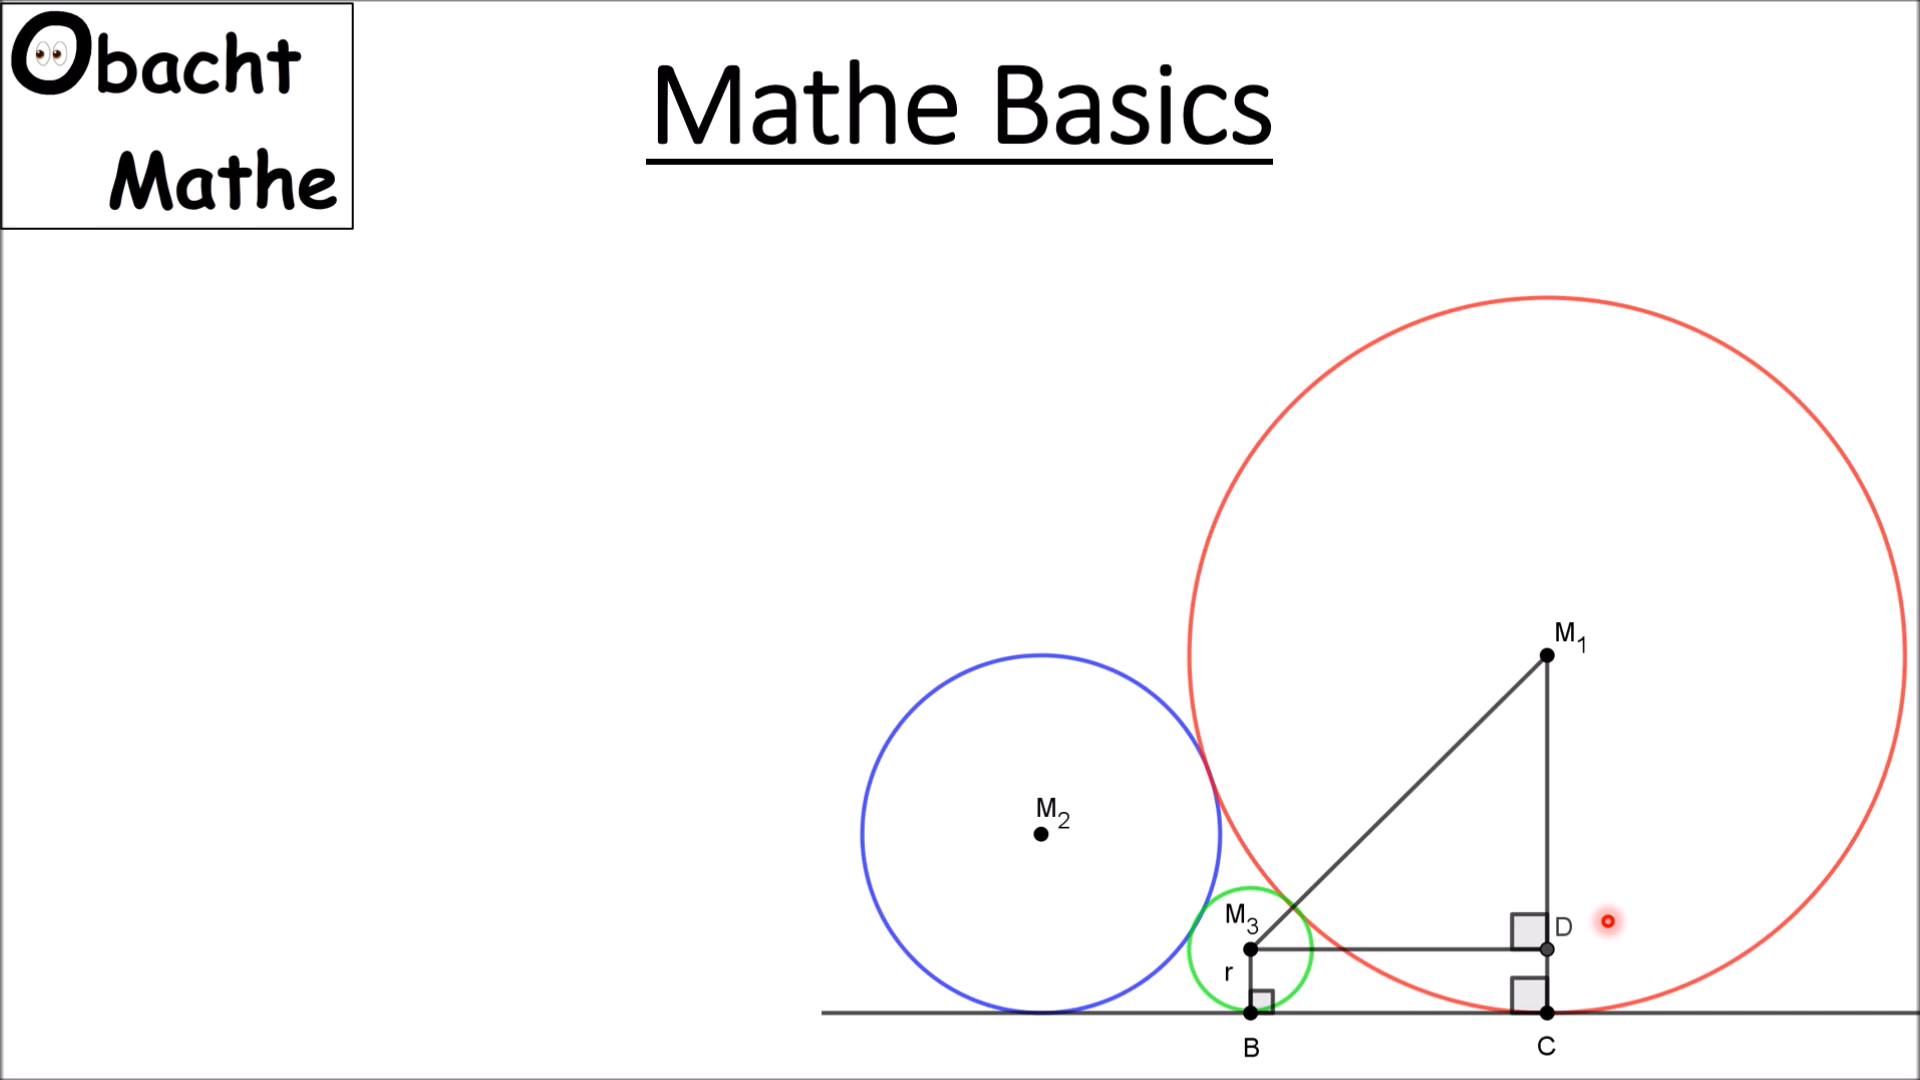 Obacht
Mathe
Mathe Basics
M₁
M₂
M₃
D
r
B
C